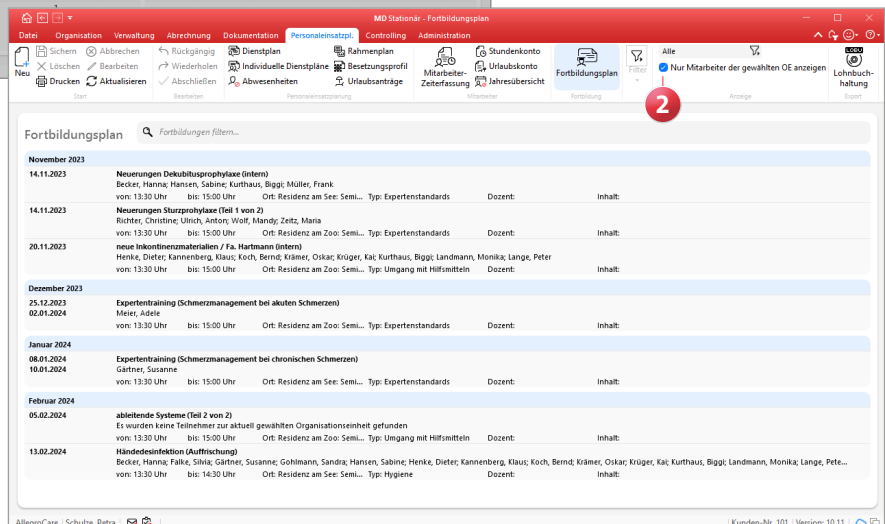 MD Stationär - Fortbildungsplan
Datei Organisation Verwaltung Abrechnung Dokumentation Personaleinsatzpl. Controlling Administration
Neu
Sichern Abbrechen
Löschen Bearbeiten
Drucken Aktualisieren
Start
Rückgängig
Wiederholen
Abschließen
Bearbeiten
Dienstplan Rahmenplan
Individuelle Dienstpläne Besetzungsprofil
Abwesenheiten Urlaubsanträge
Personaleinsatzplanung
Mitarbeiter-
Zeiterfassung
Stundenkonto
Urlaubskonto
Jahresübersicht
Mitarbeiter
Fortbildungsplan
Fortbildung
Filter
Alle
Nur Mitarbeiter der gewählten OE anzeigen
Anzeige
LOBU
Lohnbuch-
haltung
Export
2
Fortbildungsplan
Fortbildungen filtern...
November 2023
14.11.2023 Neuerungen Dekubitusprophylaxe (intern)
Becker, Hanna; Hansen, Sabine; Kurthaus, Biggi; Müller, Frank
von: 13:30 Uhr bis: 15:00 Uhr Ort: Residenz am See: Semi... Typ: Expertenstandards Dozent: Inhalt:
14.11.2023 Neuerungen Sturzprohylaxe (Teil 1 von 2)
Richter, Christine; Ulrich, Anton; Wolf, Mandy; Zeitz, Maria
von: 13:30 Uhr bis: 15:00 Uhr Ort: Residenz am Zoo: Semi... Typ: Expertenstandards Dozent: Inhalt:
20.11.2023 neue Inkontinenzmaterialien / Fa. Hartmann (intern)
Henke, Dieter; Kannenberg, Klaus; Koch, Bernd; Krämer, Oskar; Krüger, Kai; Kurthaus, Biggi; Landmann, Monika; Lange, Peter
von: 13:30 Uhr bis: 15:00 Uhr Ort: Residenz am See: Semi... Typ: Umgang mit Hilfsmitteln Dozent: Inhalt:
Dezember 2023
25.12.2023 Expertentraining (Schmerzmanagement bei akuten Schmerzen)
02.01.2024 Meier, Adele
von: 13:30 Uhr bis: 15:00 Uhr Ort: Residenz am Zoo: Semi... Typ: Expertenstandards Dozent: Inhalt:
Januar 2024
08.01.2024 Expertentraining (Schmerzmanagement bei chronischen Schmerzen)
10.01.2024 Gärtner, Susanne
von: 13:30 Uhr bis: 15:00 Uhr Ort: Residenz am See: Semi... Typ: Expertenstandards Dozent: Inhalt:
Februar 2024
05.02.2024 ableitende Systeme (Teil 2 von 2)
Es wurden keine Teilnehmer zur aktuell gewählten Organisationseinheit gefunden
von: 13:30 Uhr bis: 15:00 Uhr Ort: Residenz am Zoo: Semi... Typ: Umgang mit Hilfsmitteln Dozent: Inhalt:
13.02.2024 Händedesinfektion (Auffrischung)
Becker, Hanna; Falke, Silvia; Gärtner, Susanne; Gohlmann, Sandra; Hansen, Sabine; Henke, Dieter; Kannenberg, Klaus; Koch, Bernd; Krämer, Oskar; Krüger, Kai; Kurthaus, Biggi; Landmann, Monika; Lange, Pete...
von: 13:30 Uhr bis: 14:30 Uhr Ort: Residenz am See: Semi... Typ: Hygiene Dozent: Inhalt:
AllegroCare Schulze, Petra Kunden-Nr. 101 Version: 10.11